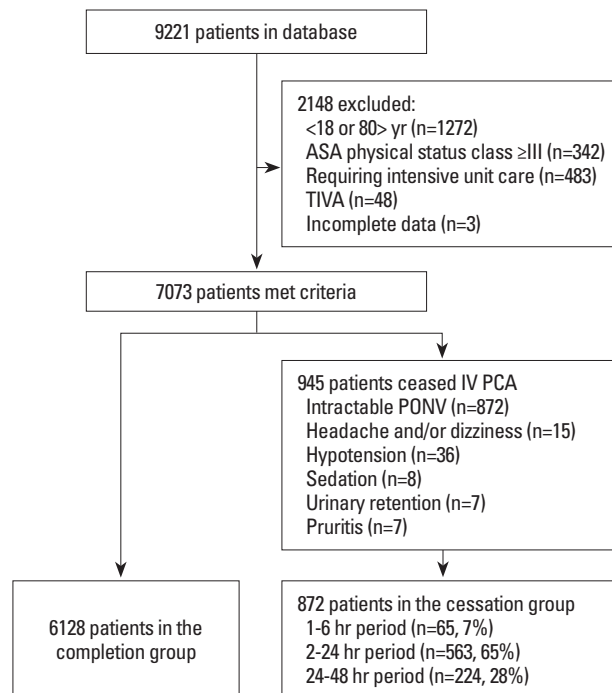 9221 patients in database
2148 excluded:
<18 or 80> yr (n=1272)
ASA physical status class ≥III (n=342)
Requiring intensive unit care (n=483)
TIVA (n=48)
Incomplete data (n=3)
7073 patients met criteria
945 patients ceased IV PCA
Intractable PONV (n=872)
Headache and/or dizziness (n=15)
Hypotension (n=36)
Sedation (n=8)
Urinary retention (n=7)
Pruritis (n=7)
6128 patients in the
completion group
872 patients in the cessation group
1-6 hr period (n=65, 7%)
2-24 hr period (n=563, 65%)
24-48 hr period (n=224, 28%)